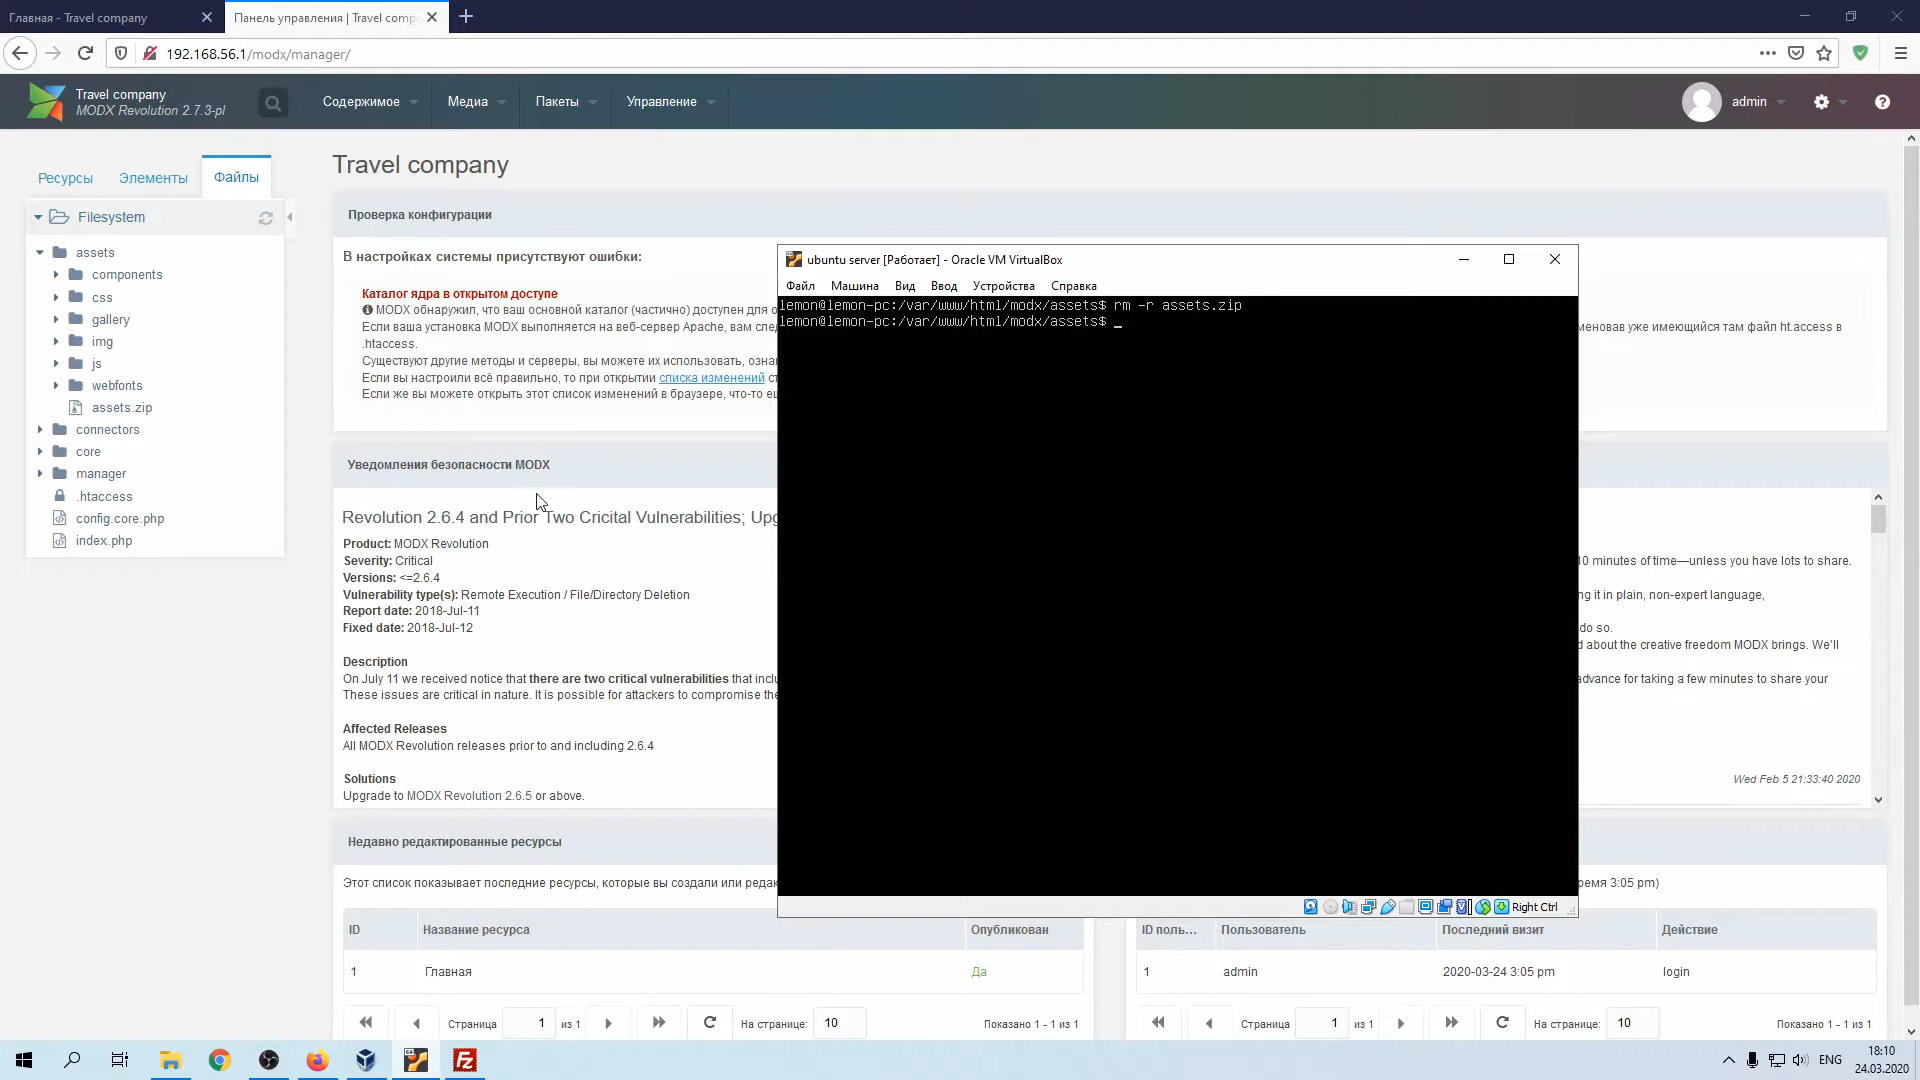 Главная - Travel company
Панель управления | Travel comp
192.168.56.1/modx/manager/
Travel company
MODX Revolution 2.7.3-pl
Содержимое
Медиа
Пакеты
Управление
admin
Ресурсы
Элементы
Файлы
Filesystem
assets
components
css
gallery
img
js
webfonts
assets.zip
connectors
core
manager
.htaccess
config.core.php
index.php
Travel company
Проверка конфигурации
В настройках системы присутствуют ошибки:
Каталог ядра в открытом доступе
MODX обнаружил, что ваш основной каталог (частично) доступен для о
Если ваша установка MODX выполняется на веб-сервер Apache, вам сле
именовав уже имеющийся там файл ht.access в
.htaccess.
Существуют другие методы и серверы, вы можете их использовать, озна
Если вы настроили всё правильно, то при открытии списка изменений ст
Если же вы можете открыть этот список изменений в браузере, что-то е
Уведомления безопасности MODX
Revolution 2.6.4 and Prior Two Cricital Vulnerabilities; Upg
Product: MODX Revolution
Severity: Critical
Versions: <=2.6.4
Vulnerability type(s): Remote Execution / File/Directory Deletion
Report date: 2018-Jul-11
Fixed date: 2018-Jul-12
Description
On July 11 we received notice that there are two critical vulnerabilities that incl
These issues are critical in nature. It is possible for attackers to compromise the
Affected Releases
All MODX Revolution releases prior to and including 2.6.4
Solutions
Upgrade to MODX Revolution 2.6.5 or above.
10 minutes of time—unless you have lots to share.
ng it in plain, non-expert language,
do so.
d about the creative freedom MODX brings. We'll
advance for taking a few minutes to share your
Wed Feb 5 21:33:40 2020
ubuntu server [Работает] - Oracle VM VirtualBox
Файл
Машина
Вид
Ввод
Устройства
Справка
lemon@lemon-pc:/var/www/html/modx/assets$ rm -r assets.zip
lemon@lemon-pc:/var/www/html/modx/assets$ _
Right Ctrl
Недавно редактированные ресурсы
Этот список показывает последние ресурсы, которые вы создали или редак
ремя 3:05 pm)
ID
Название ресурса
Опубликован
1
Главная
Да
Страница 1 из 1
На странице: 10
Показано 1 - 1 из 1
ID поль...
Пользователь
Последний визит
Действие
1
admin
2020-03-24 3:05 pm
login
Страница 1 из 1
На странице: 10
Показано 1 - 1 из 1
ENG
18:10
24.03.2020